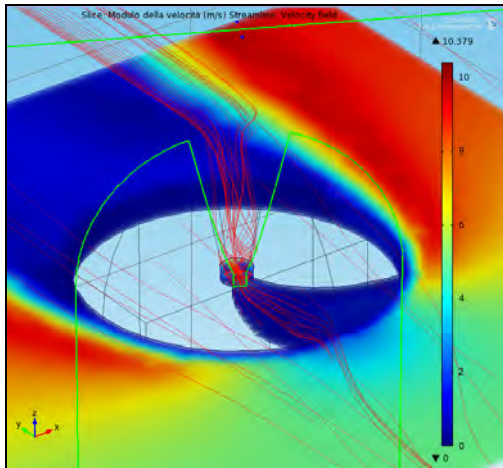 Slice: Modulo della velocità (m/s) Streamline: Velocity field
▲ 10.379
10
8
6
4
2
0
▼ 0
z
y
x